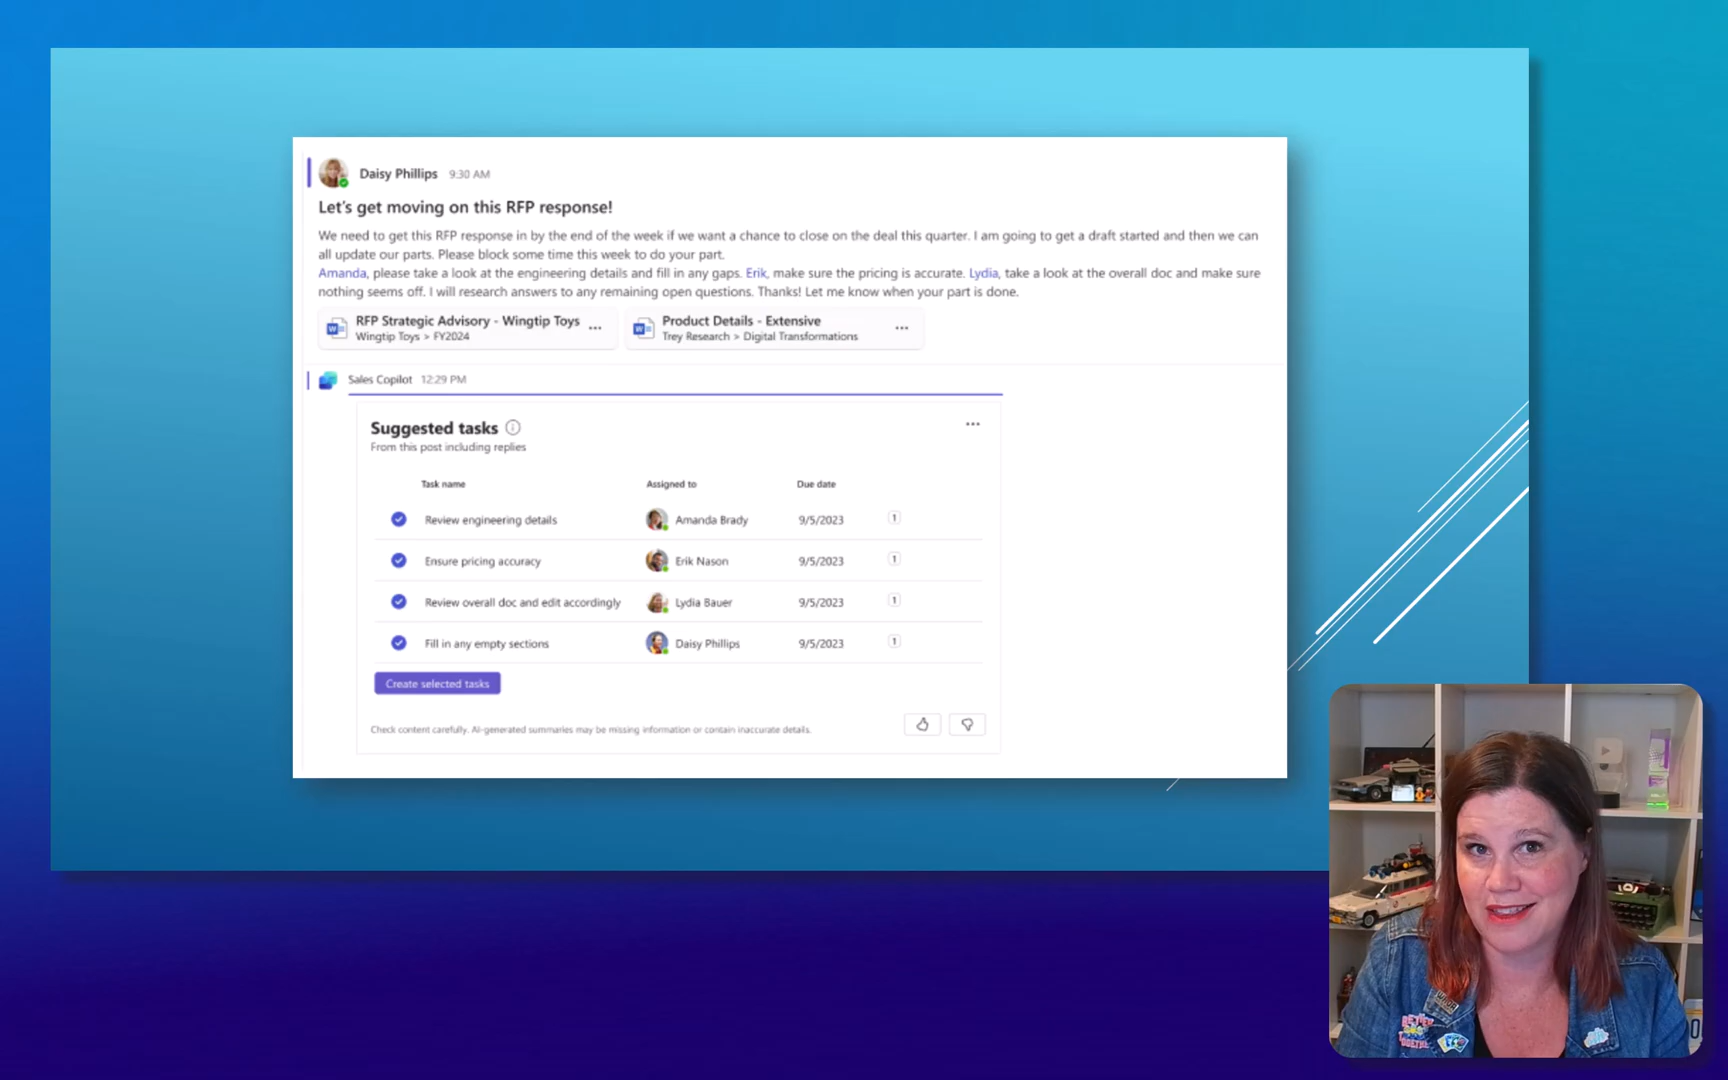 Daisy Phillips 9:30 AM
Let's get moving on this RFP response!
We need to get this RFP response in by the end of the week if we want a chance to close on the deal this quarter. I am going to get a draft started and then we can
all update our parts. Please block some time this week to do your part.
Amanda, please take a look at the engineering details and fill in any gaps. Erik, make sure the pricing is accurate. Lydia, take a look at the overall doc and make sure
nothing seems off. I will research answers to any remaining open questions. Thanks! Let me know when your part is done.
RFP Strategic Advisory - Wingtip Toys
Wingtip Toys > FY2024
Product Details - Extensive
Trey Research > Digital Transformations
Sales Copilot 12:29 PM
Suggested tasks
From this post including replies
Task name Assigned to Due date
Review engineering details Amanda Brady 9/5/2023 1
Ensure pricing accuracy Erik Nason 9/5/2023 1
Review overall doc and edit accordingly Lydia Bauer 9/5/2023 1
Fill in any empty sections Daisy Phillips 9/5/2023 1
Create selected tasks
Check content carefully. AI-generated summaries may be missing information or contain inaccurate details.
BETTER
TOGETHER